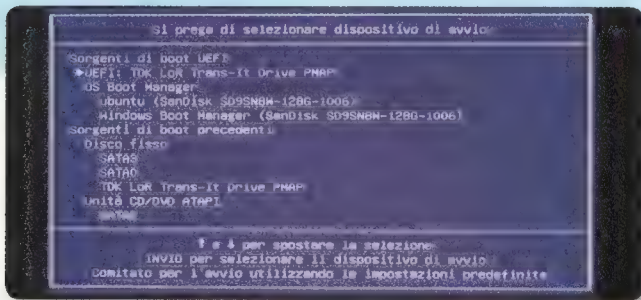 Si prega di selezionare dispositivo di avvio
Sorgenti di boot UEFI
UEFI: TDK LoR Trans-It Drive PMAP
OS Boot Manager
ubuntu (SanDisk SD9SN8W-128G-1006)
Windows Boot Manager (SanDisk SD9SN8W-128G-1006)
Sorgenti di boot precedenti
Disco fisso
SATA3
SATA0
TDK LoR Trans-It Drive PMAP
Unità CD/DVD ATAPI
↑ e ↓ per spostare la selezione
INVIO per selezionare il dispositivo di avvio
Comitato per l'avvio utilizzando le impostazioni predefinite